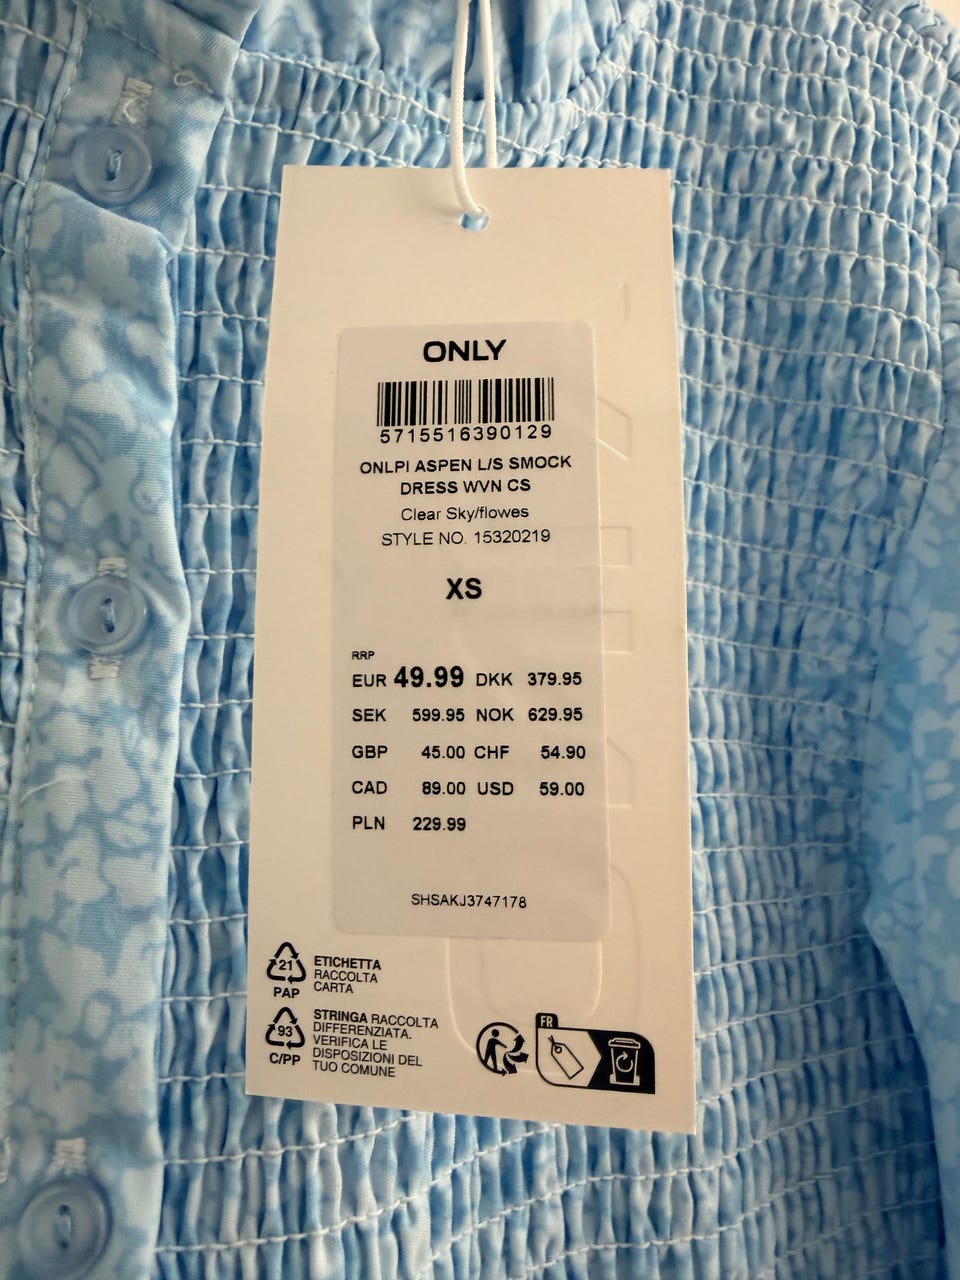 ONLY
5715516390129
ONLPI ASPEN L/S SMOCK
DRESS WVN CS
Clear Sky/flowes
STYLE NO. 15320219
XS
RRP
EUR 49.99 DKK 379.95
SEK 599.95 NOK 629.95
GBP 45.00 CHF 54.90
CAD 89.00 USD 59.00
PLN 229.99
SHSAKJ3747178
21
PAP
ETICHETTA
RACCOLTA
CARTA
93
C/PP
STRINGA RACCOLTA
DIFFERENZIATA.
VERIFICA LE
DISPOSIZIONI DEL
TUO COMUNE
FR